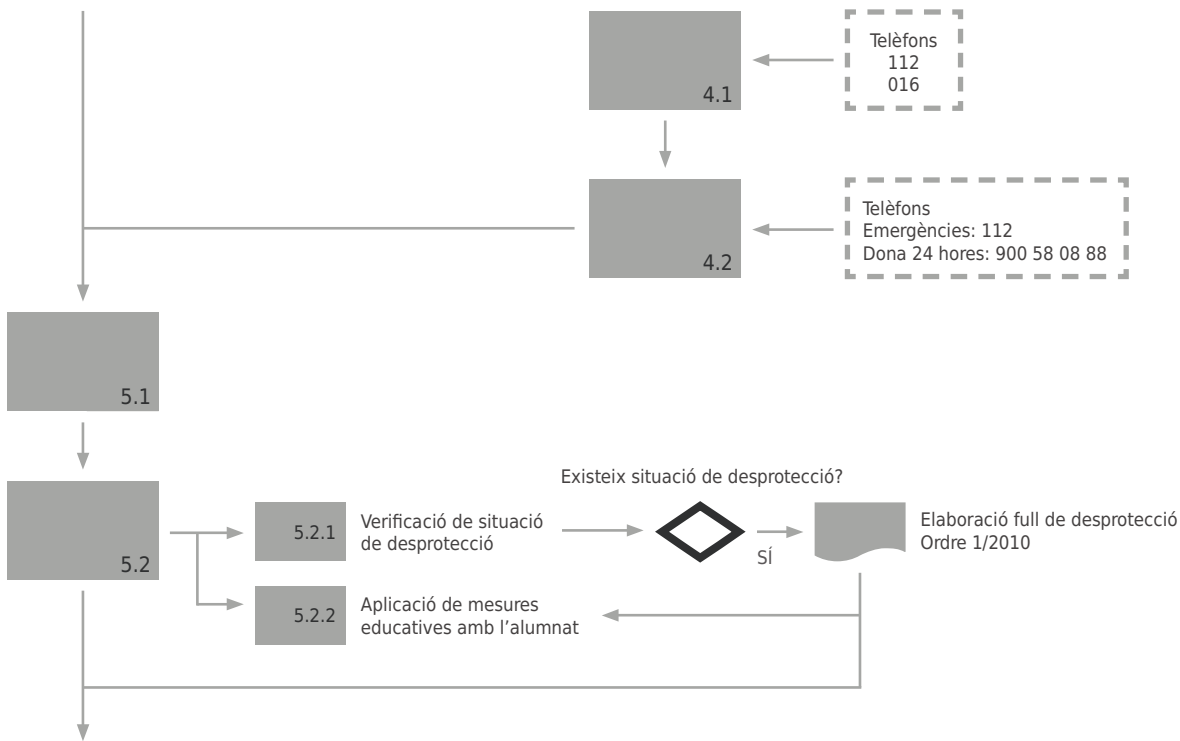 4.1
Telèfons
112
016
4.2
Telèfons
Emergències: 112
Dona 24 hores: 900 58 08 88
5.1
5.2
Existeix situació de desprotecció?
5.2.1
Verificació de situació
de desprotecció
SÍ
Elaboració full de desprotecció
Ordre 1/2010
5.2.2
Aplicació de mesures
educatives amb l’alumnat